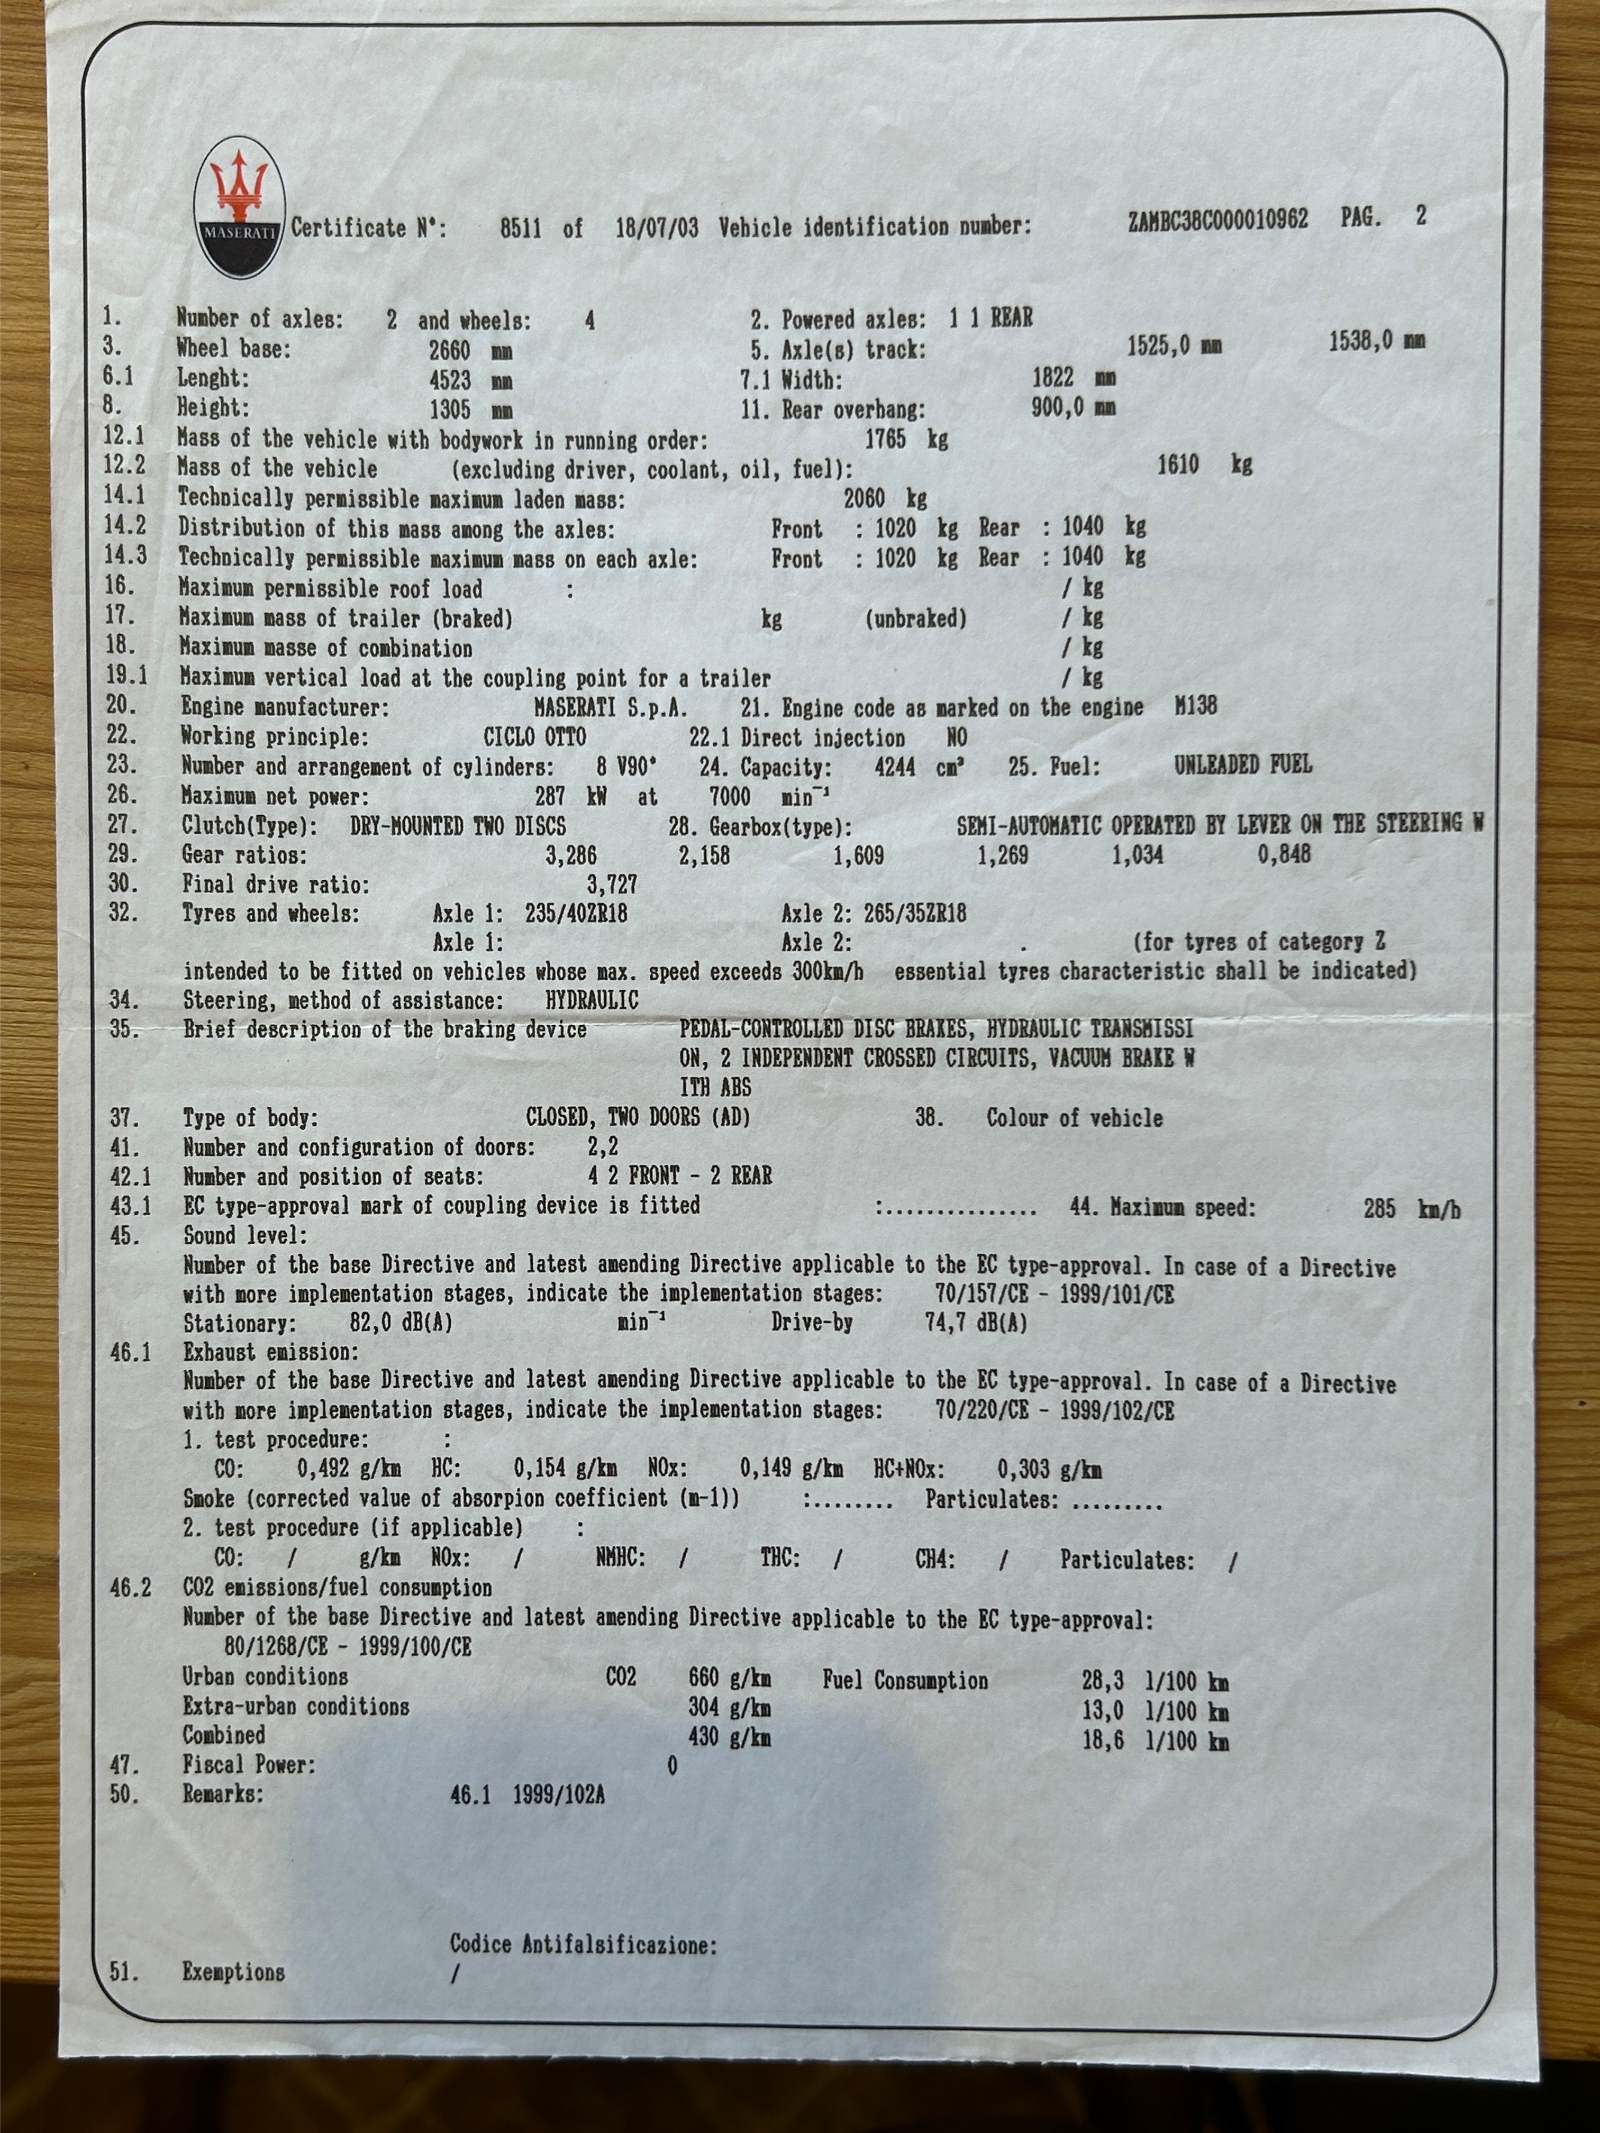 MASERATI
Certificate N°: 8511 of 18/07/03 Vehicle identification number: ZAMBC38C000010962 PAG. 2
1. Number of axles: 2 and wheels: 4 2. Powered axles: 1 1 REAR
3. Wheel base: 2660 mm 5. Axle(s) track: 1525,0 mm 1538,0 mm
6.1 Lenght: 4523 mm 7.1 Width: 1822 mm
8. Height: 1305 mm 11. Rear overhang: 900,0 mm
12.1 Mass of the vehicle with bodywork in running order: 1765 kg
12.2 Mass of the vehicle (excluding driver, coolant, oil, fuel): 1610 kg
14.1 Technically permissible maximum laden mass: 2060 kg
14.2 Distribution of this mass among the axles: Front : 1020 kg Rear : 1040 kg
14.3 Technically permissible maximum mass on each axle: Front : 1020 kg Rear : 1040 kg
16. Maximum permissible roof load : / kg
17. Maximum mass of trailer (braked) kg (unbraked) / kg
18. Maximum masse of combination / kg
19.1 Maximum vertical load at the coupling point for a trailer / kg
20. Engine manufacturer: MASERATI S.p.A. 21. Engine code as marked on the engine M138
22. Working principle: CICLO OTTO 22.1 Direct injection NO
23. Number and arrangement of cylinders: 8 V90° 24. Capacity: 4244 cm³ 25. Fuel: UNLEADED FUEL
26. Maximum net power: 287 kW at 7000 min⁻¹
27. Clutch(Type): DRY-MOUNTED TWO DISCS 28. Gearbox(type): SEMI-AUTOMATIC OPERATED BY LEVER ON THE STEERING W
29. Gear ratios: 3,286 2,158 1,609 1,269 1,034 0,848
30. Final drive ratio: 3,727
32. Tyres and wheels: Axle 1: 235/40ZR18 Axle 2: 265/35ZR18
Axle 1: Axle 2: . (for tyres of category Z
intended to be fitted on vehicles whose max. speed exceeds 300km/h essential tyres characteristic shall be indicated)
34. Steering, method of assistance: HYDRAULIC
35. Brief description of the braking device PEDAL-CONTROLLED DISC BRAKES, HYDRAULIC TRANSMISSI
ON, 2 INDEPENDENT CROSSED CIRCUITS, VACUUM BRAKE W
ITH ABS
37. Type of body: CLOSED, TWO DOORS (AD) 38. Colour of vehicle
41. Number and configuration of doors: 2,2
42.1 Number and position of seats: 4 2 FRONT - 2 REAR
43.1 EC type-approval mark of coupling device is fitted :............... 44. Maximum speed: 285 km/h
45. Sound level:
Number of the base Directive and latest amending Directive applicable to the EC type-approval. In case of a Directive
with more implementation stages, indicate the implementation stages: 70/157/CE - 1999/101/CE
Stationary: 82,0 dB(A) min⁻¹ Drive-by 74,7 dB(A)
46.1 Exhaust emission:
Number of the base Directive and latest amending Directive applicable to the EC type-approval. In case of a Directive
with more implementation stages, indicate the implementation stages: 70/220/CE - 1999/102/CE
1. test procedure: :
CO: 0,492 g/km HC: 0,154 g/km NOx: 0,149 g/km HC+NOx: 0,303 g/km
Smoke (corrected value of absorpion coefficient (m-1)) :........ Particulates: .........
2. test procedure (if applicable) :
CO: / g/km NOx: / NMHC: / THC: / CH4: / Particulates: /
46.2 CO2 emissions/fuel consumption
Number of the base Directive and latest amending Directive applicable to the EC type-approval:
80/1268/CE - 1999/100/CE
Urban conditions CO2 660 g/km Fuel Consumption 28,3 l/100 km
Extra-urban conditions 304 g/km 13,0 l/100 km
Combined 430 g/km 18,6 l/100 km
47. Fiscal Power: 0
50. Remarks: 46.1 1999/102A
Codice Antifalsificazione:
51. Exemptions /